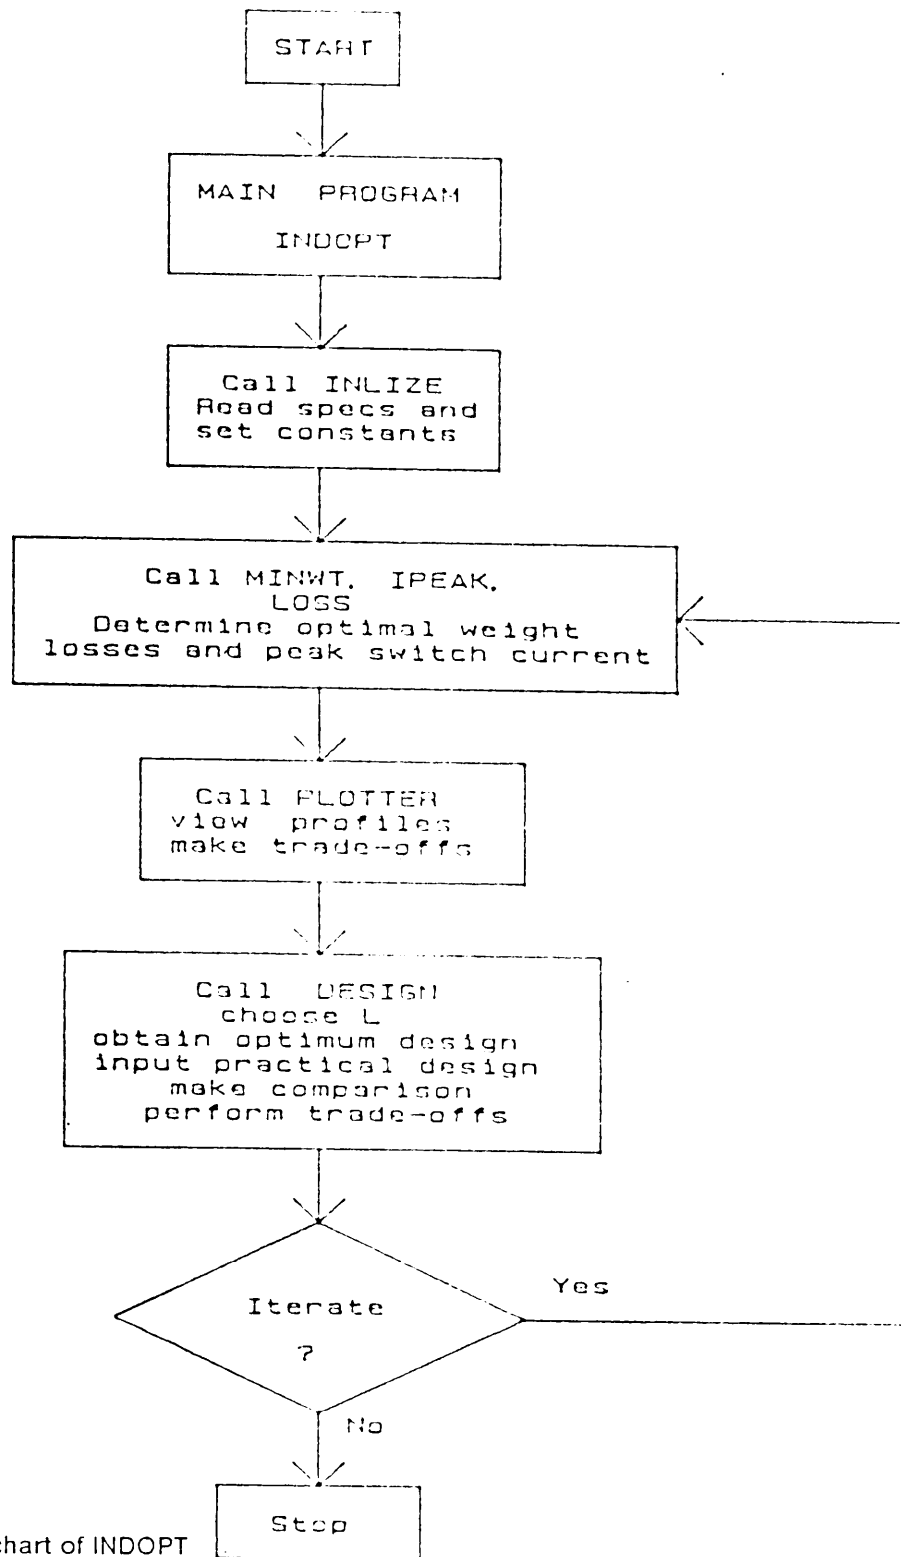 START
MAIN PROGRAM
INDOPT
Call INLIZE
Read specs and
set constants
Call MINWT, IPEAK,
LOSS
Determine optimal weight
losses and peak switch current
Call PLOTTER
view profiles
make trade-offs
Call DESIGN
choose L
obtain optimum design
input practical design
make comparison
perform trade-offs
Iterate
?
Yes
No
Stop
chart of INDOPT